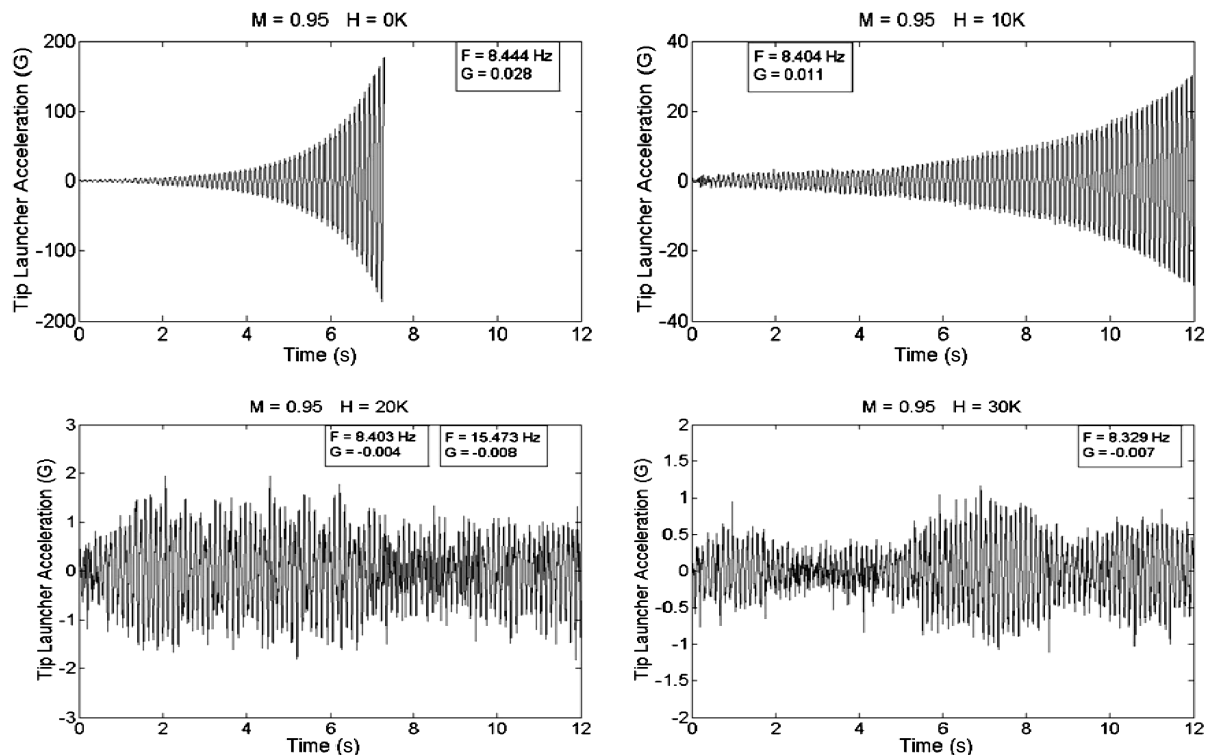 M = 0.95 H = 0K
F = 8.444 Hz
G = 0.028
200
100
0
-100
-200
Tip Launcher Acceleration (G)
0 2 4 6 8 10 12
Time (s)
M = 0.95 H = 10K
F = 8.404 Hz
G = 0.011
40
20
0
-20
-40
Tip Launcher Acceleration (G)
0 2 4 6 8 10 12
Time (s)
M = 0.95 H = 20K
F = 8.403 Hz
G = -0.004
F = 15.473 Hz
G = -0.008
3
2
1
0
-1
-2
-3
Tip Launcher Acceleration (G)
0 2 4 6 8 10 12
Time (s)
M = 0.95 H = 30K
F = 8.329 Hz
G = -0.007
2
1.5
1
0.5
0
-0.5
-1
-1.5
-2
Tip Launcher Acceleration (G)
0 2 4 6 8 10 12
Time (s)